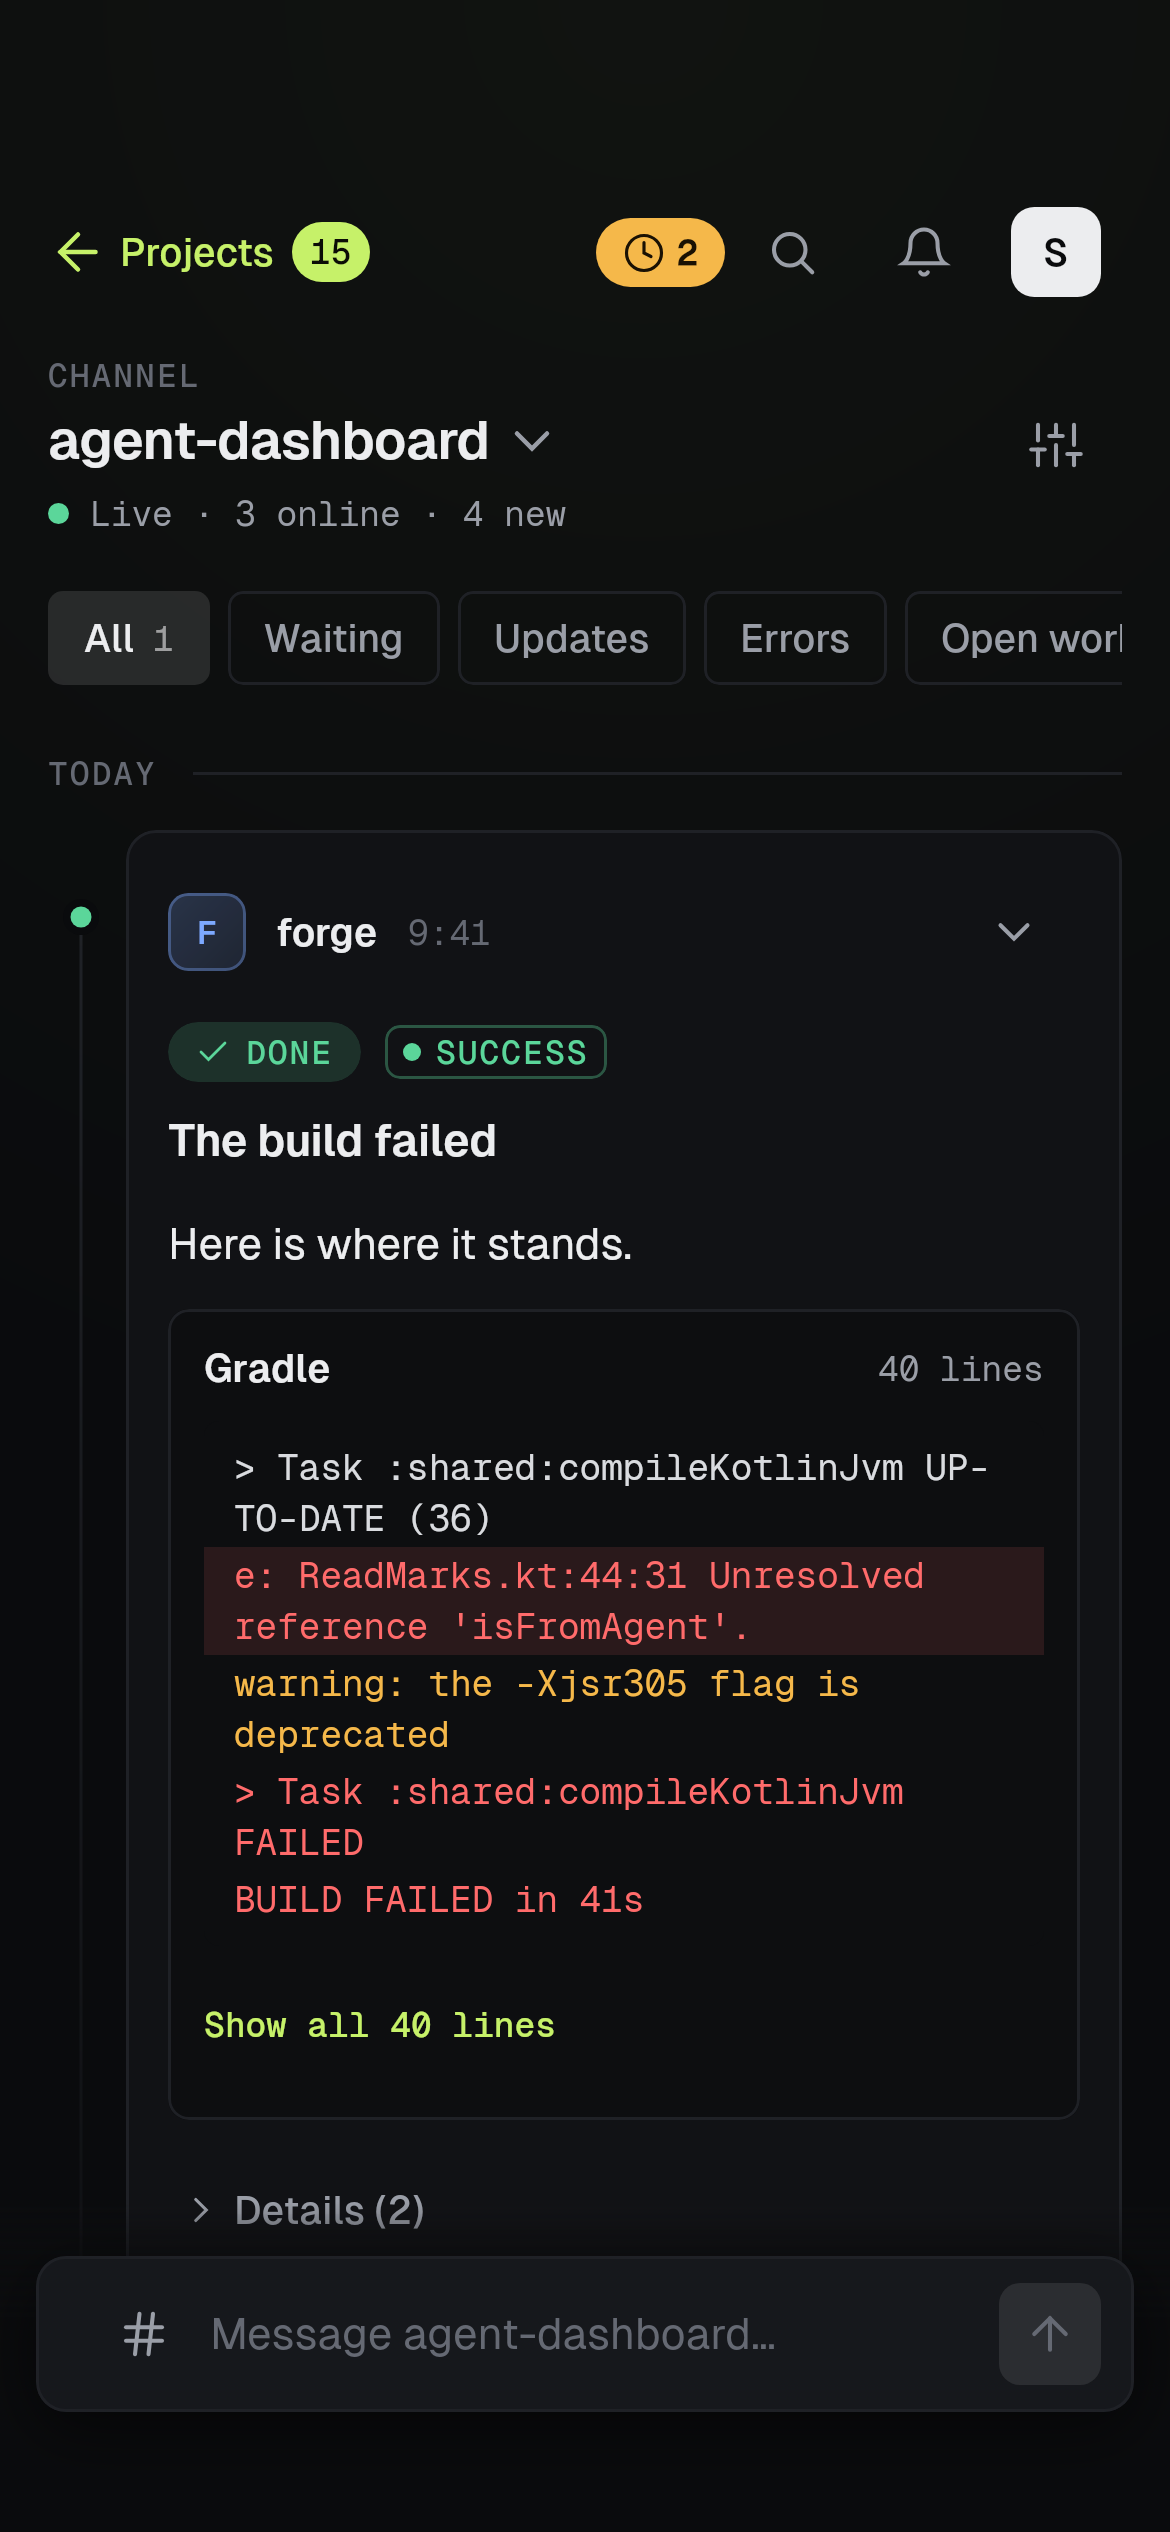 Projects 15
2
S
CHANNEL
agent-dashboard
Live · 3 online · 4 new
All 1
Waiting
Updates
Errors
Open
TODAY
F
forge 9:41
DONE
SUCCESS
The build failed
Here is where it stands.
Gradle
40 lines
> Task :shared:compileKotlinJvm UP-
TO-DATE (36)
e: ReadMarks.kt:44:31 Unresolved
reference 'isFromAgent'.
warning: the -Xjsr305 flag is
deprecated
> Task :shared:compileKotlinJvm
FAILED
BUILD FAILED in 41s
Show all 40 lines
Details (2)
# Message agent-dashboard…